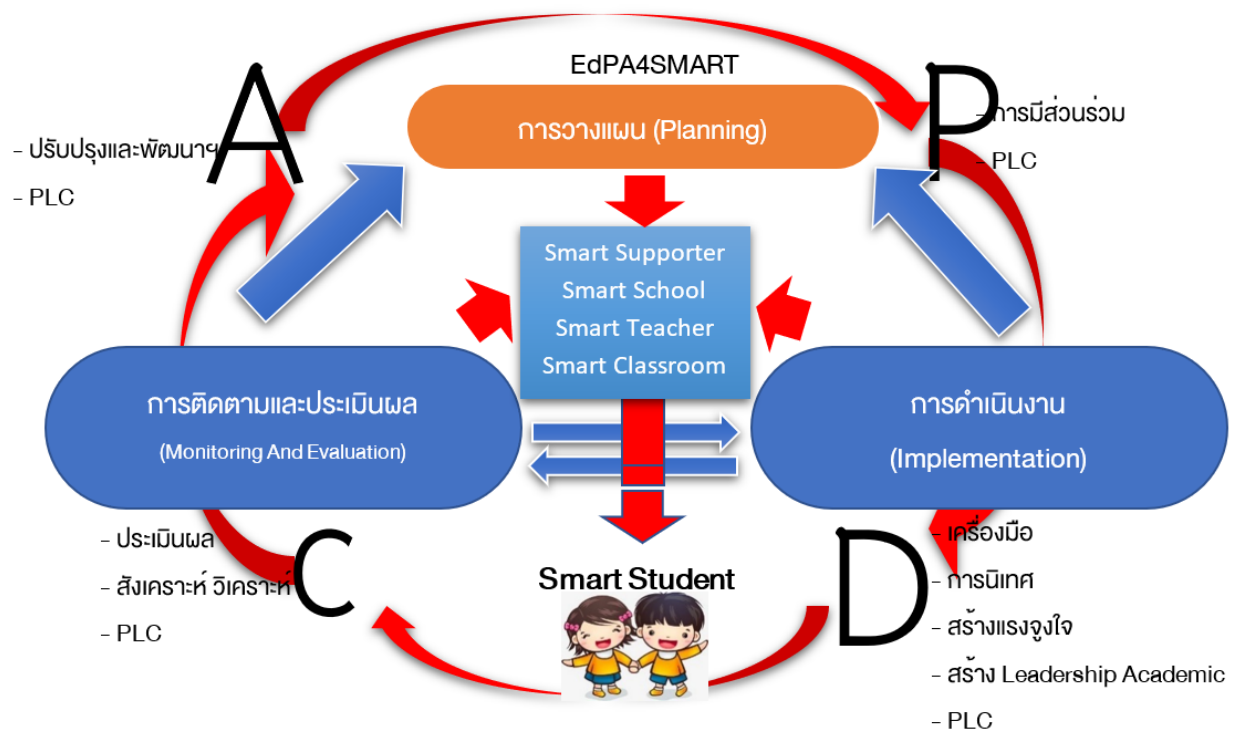 EdPA4SMART
การวางแผน (Planning)
A
- ปรับปรุงและพัฒนาฯ
- PLC
P
- การมีส่วนร่วม
- PLC
Smart Supporter
Smart School
Smart Teacher
Smart Classroom
การติดตามและประเมินผล
(Monitoring And Evaluation)
การดำเนินงาน
(Implementation)
C
- ประเมินผล
- สังเคราะห์ วิเคราะห์
- PLC
Smart Student
D
- เครื่องมือ
- การนิเทศ
- สร้างแรงจูงใจ
- สร้าง Leadership Academic
- PLC